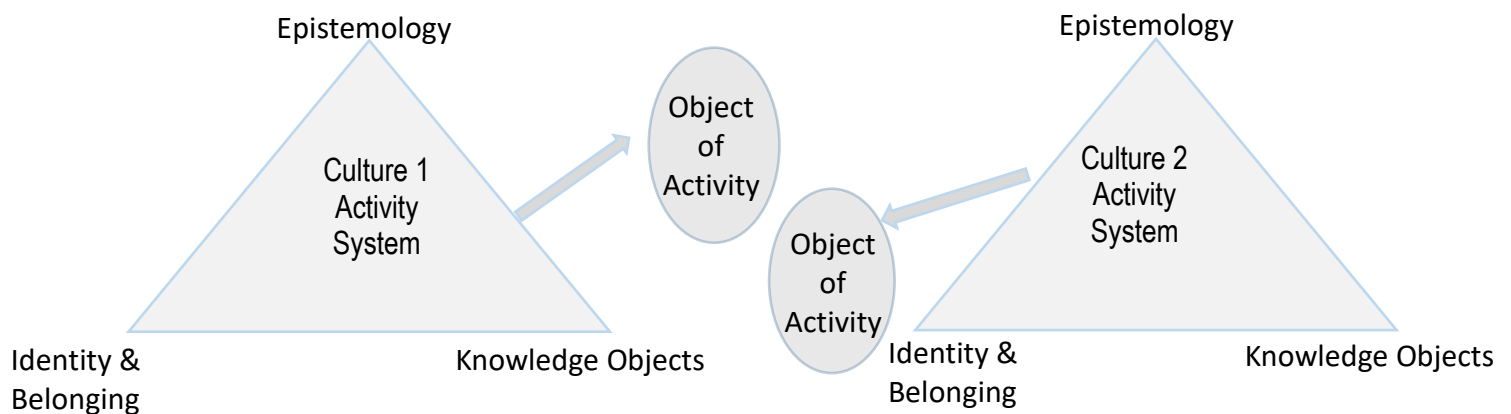 Epistemology
Culture 1
Activity
System
Identity &
Belonging
Knowledge Objects
Object
of
Activity
Object
of
Activity
Epistemology
Culture 2
Activity
System
Identity &
Belonging
Knowledge Objects